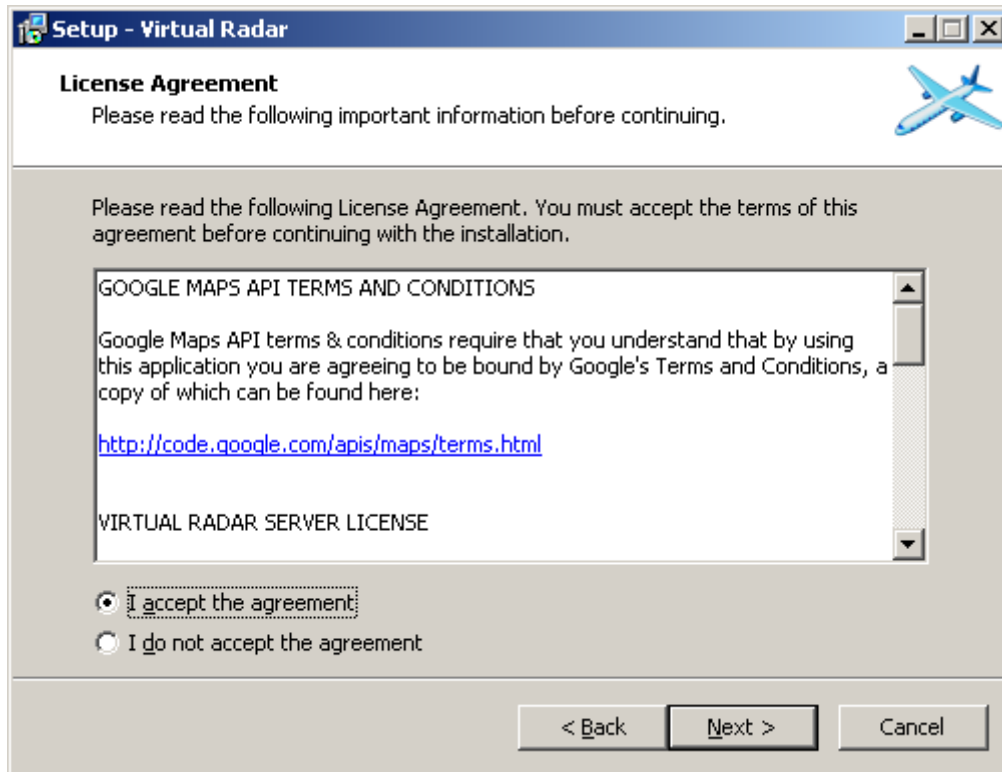 Setup - Virtual Radar
License Agreement
Please read the following important information before continuing.
Please read the following License Agreement. You must accept the terms of this
agreement before continuing with the installation.
GOOGLE MAPS API TERMS AND CONDITIONS
Google Maps API terms & conditions require that you understand that by using
this application you are agreeing to be bound by Google's Terms and Conditions, a
copy of which can be found here:
http://code.google.com/apis/maps/terms.html
VIRTUAL RADAR SERVER LICENSE
I accept the agreement
I do not accept the agreement
< Back Next > Cancel